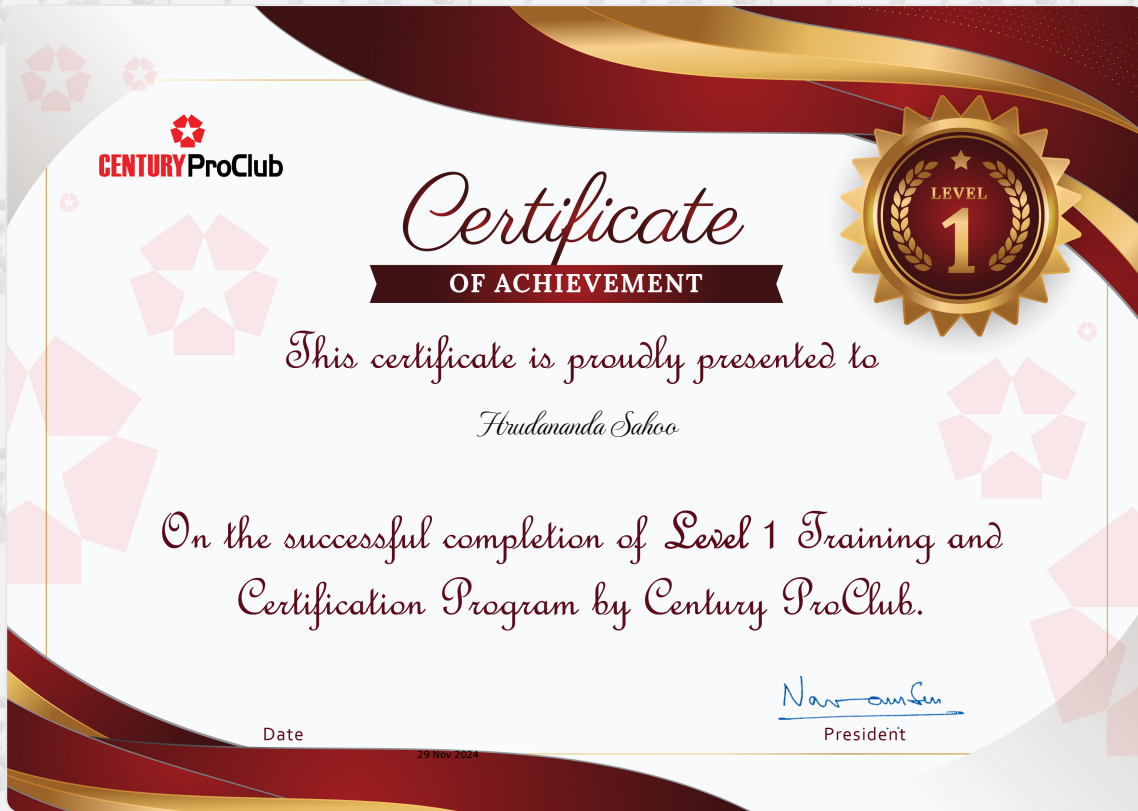 CENTURY ProClub
LEVEL
1
Certificate
OF ACHIEVEMENT
This certificate is proudly presented to
Hrudananda Sahoo
On the successful completion of Level 1 Training and
Certification Program by Century ProClub.
Date
President
29 Nov 2024